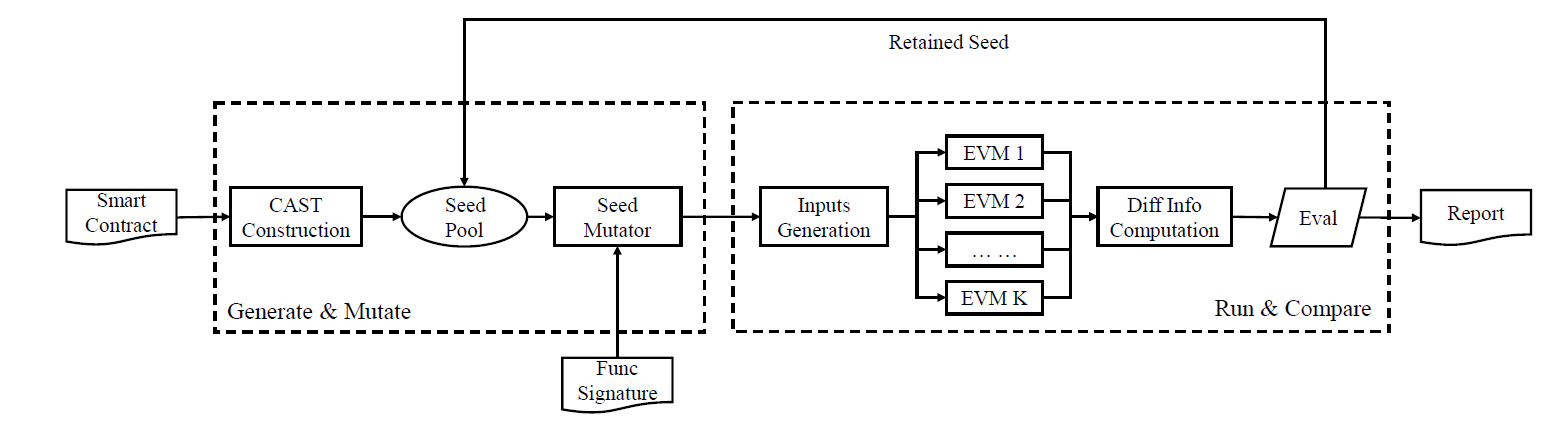 Retained Seed
Smart
Contract
CAST
Construction
Seed
Pool
Seed
Mutator
Generate & Mutate
Func
Signature
Inputs
Generation
EVM 1
EVM 2
... ...
EVM K
Diff Info
Computation
Eval
Run & Compare
Report